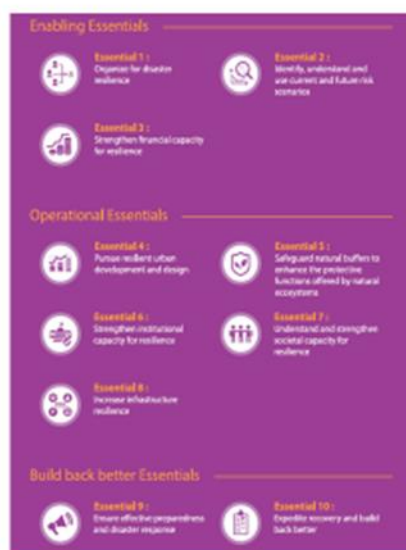 Enabling Essentials
Essential 1 :
Organize for disaster
resilience
Essential 2 :
Identify, understand and
use current and future risk
scenarios
Essential 3 :
Strengthen financial capacity
for resilience
Operational Essentials
Essential 4 :
Pursue resilient urban
development and design
Essential 5 :
Safeguard natural buffers to
enhance the protective
functions offered by natural
ecosystems
Essential 6 :
Strengthen institutional
capacity for resilience
Essential 7 :
Understand and strengthen
societal capacity for
resilience
Essential 8 :
Increase infrastructure
resilience
Build back better Essentials
Essential 9 :
Ensure effective preparedness
and disaster response
Essential 10 :
Expedite recovery and build
back better